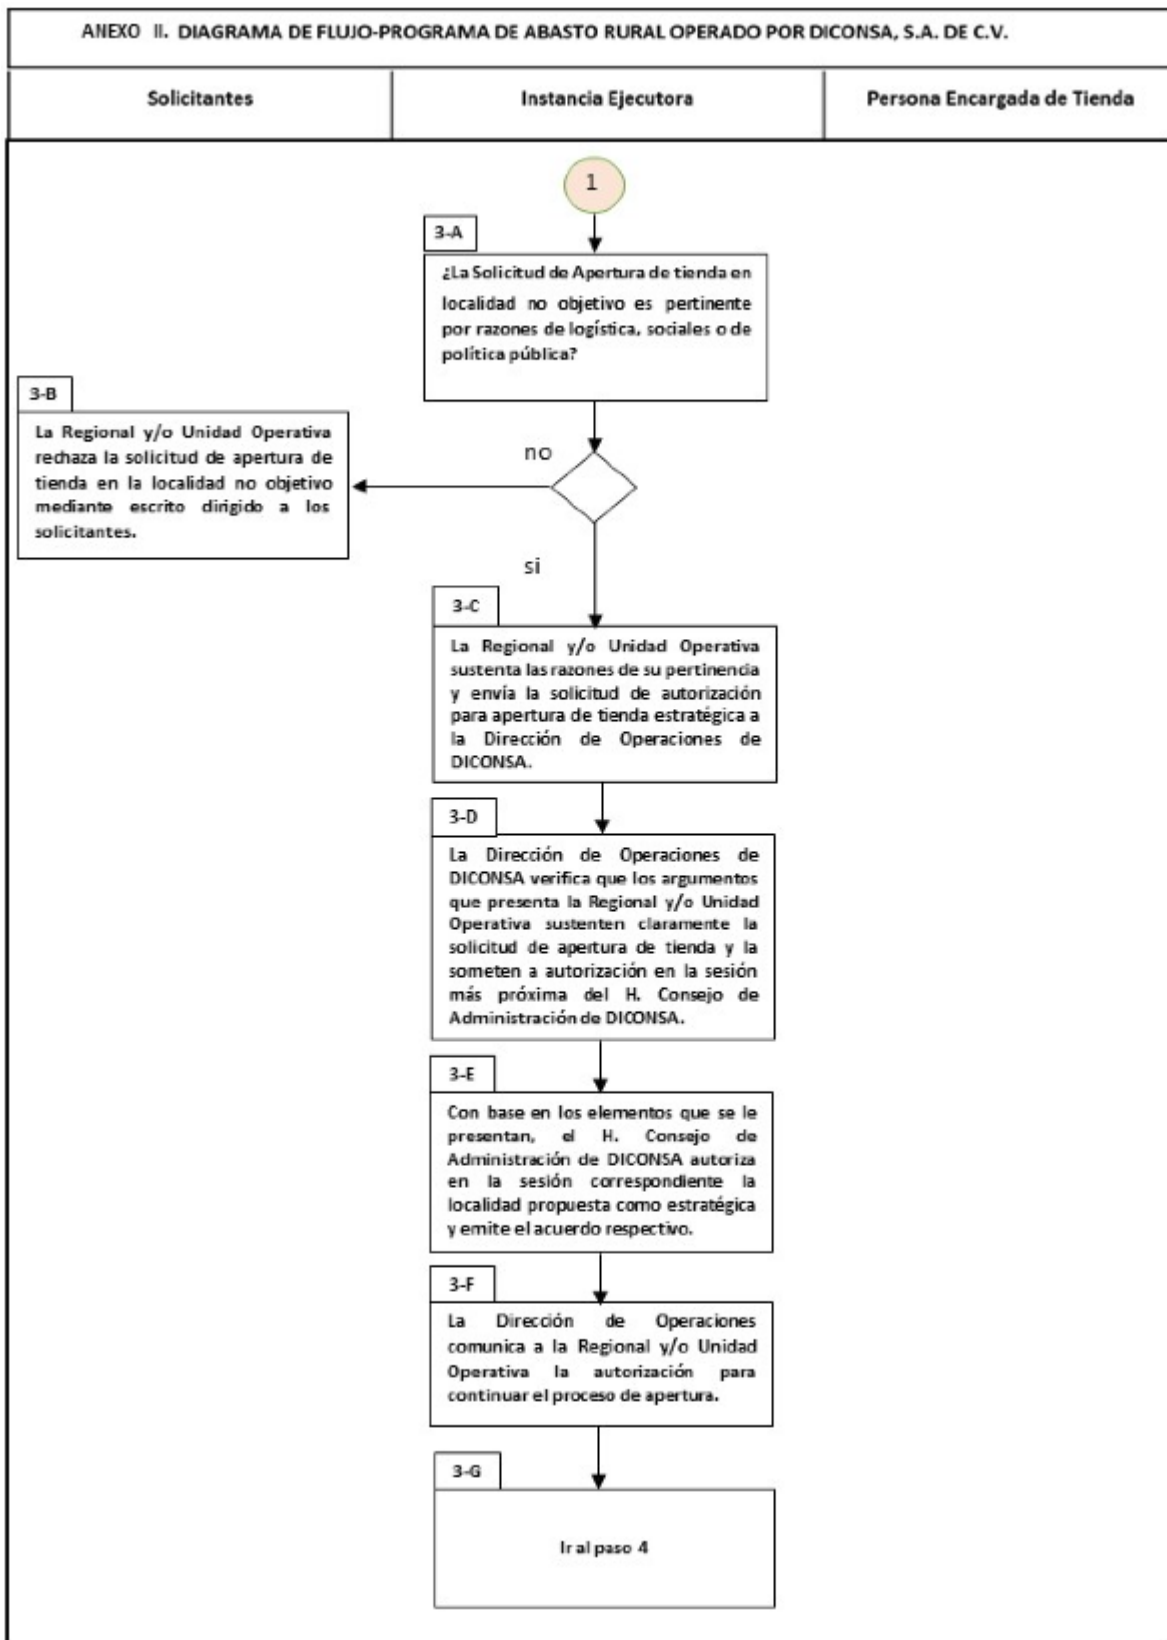 ANEXO II. DIAGRAMA DE FLUJO-PROGRAMA DE ABASTO RURAL OPERADO POR DICONSA, S.A. DE C.V.
Solicitantes
Instancia Ejecutora
Persona Encargada de Tienda
1
3-A
¿La Solicitud de Apertura de tienda en
localidad no objetivo es pertinente
por razones de logística, sociales o de
política pública?
3-B
La Regional y/o Unidad Operativa
rechaza la solicitud de apertura de
tienda en la localidad no objetivo
mediante escrito dirigido a los
solicitantes.
no
si
3-C
La Regional y/o Unidad Operativa
sustenta las razones de su pertinencia
y envía la solicitud de autorización
para apertura de tienda estratégica a
la Dirección de Operaciones de
DICONSA.
3-D
La Dirección de Operaciones de
DICONSA verifica que los argumentos
que presenta la Regional y/o Unidad
Operativa sustenten claramente la
solicitud de apertura de tienda y la
someten a autorización en la sesión
más próxima del H. Consejo de
Administración de DICONSA.
3-E
Con base en los elementos que se le
presentan, el H. Consejo de
Administración de DICONSA autoriza
en la sesión correspondiente la
localidad propuesta como estratégica
y emite el acuerdo respectivo.
3-F
La Dirección de Operaciones
comunica a la Regional y/o Unidad
Operativa la autorización para
continuar el proceso de apertura.
3-G
Ir al paso 4